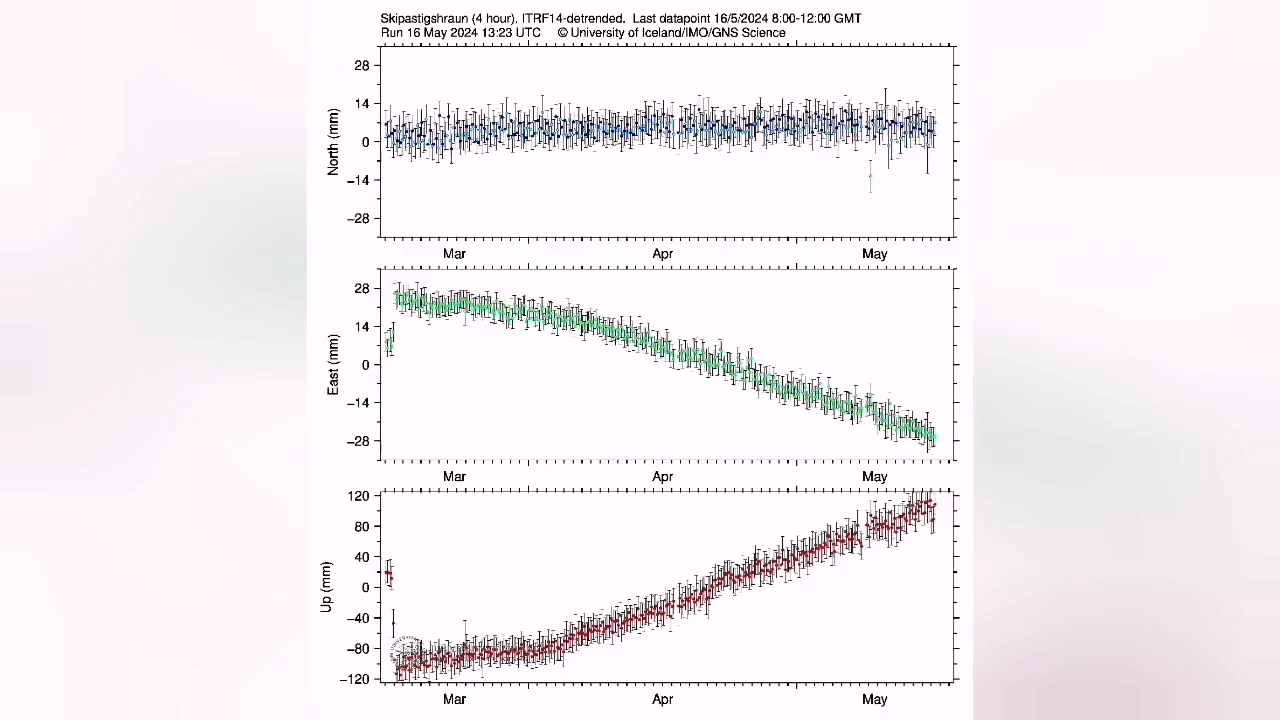 Skipastigshraun (4 hour), ITRF14-detrended. Last datapoint 16/5/2024 8:00-12:00 GMT
Run 16 May 2024 13:23 UTC © University of Iceland/IMO/GNS Science
28
14
0
−14
−28
North (mm)
Mar Apr May
28
14
0
−14
−28
East (mm)
Mar Apr May
120
80
40
0
−40
−80
−120
Up (mm)
Mar Apr May